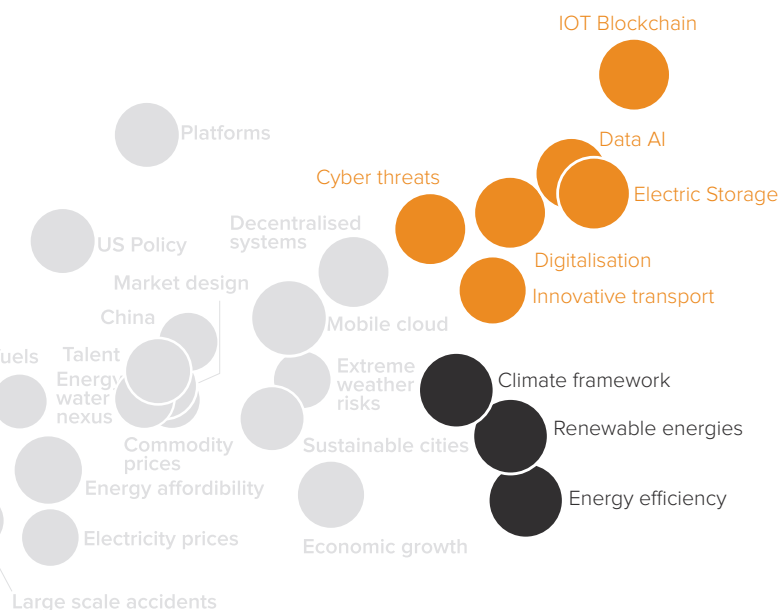 IOT Blockchain
Platforms
Data AI
Cyber threats
Electric Storage
Decentralised
systems
US Policy
Digitalisation
Market design
Innovative transport
China
Mobile cloud
uels
Talent
Extreme
weather
risks
Energy
water
nexus
Climate framework
Renewable energies
Commodity
prices
Sustainable cities
Energy affordibility
Energy efficiency
Electricity prices
Economic growth
Large scale accidents